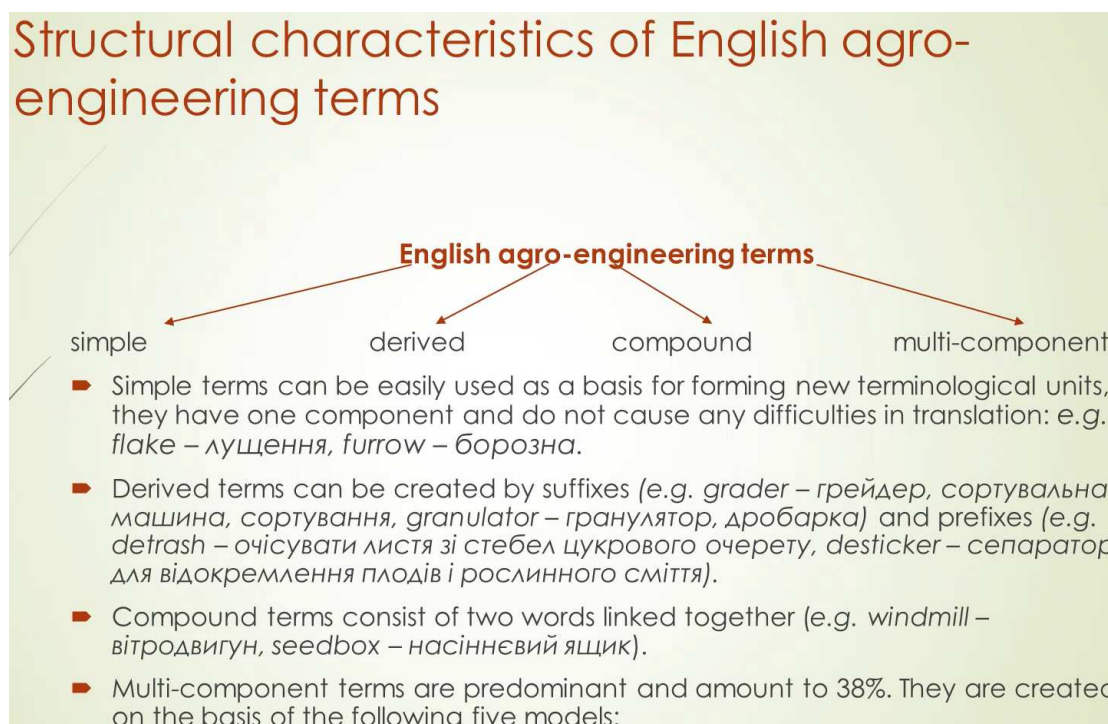 Structural characteristics of English agro-
engineering terms
English agro-engineering terms
simple derived compound multi-component
Simple terms can be easily used as a basis for forming new terminological units,
they have one component and do not cause any difficulties in translation: e.g.
flake – лущення, furrow – борозна.
Derived terms can be created by suffixes (e.g. grader – грейдер, сортувальна
машина, сортування, granulator – гранулятор, дробарка) and prefixes (e.g.
detrash – очісувати листя зі стебел цукрового очерету, desticker – сепаратор
для відокремлення плодів і рослинного сміття).
Compound terms consist of two words linked together (e.g. windmill –
вітродвигун, seedbox – насіннєвий ящик).
Multi-component terms are predominant and amount to 38%. They are created
on the basis of the following five models: